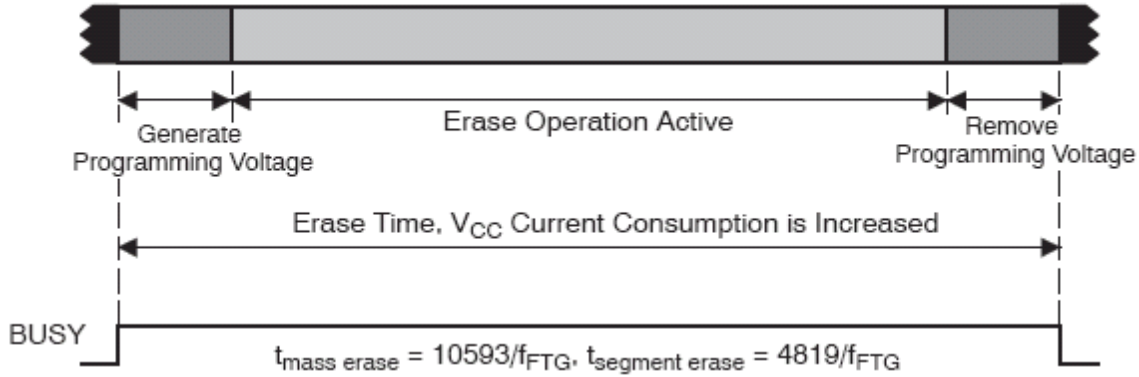 Erase Operation Active
Generate
Programming Voltage
Remove
Programming Voltage
Erase Time, VCC Current Consumption is Increased
BUSY
tmass erase = 10593/fFTG, tsegment erase = 4819/fFTG